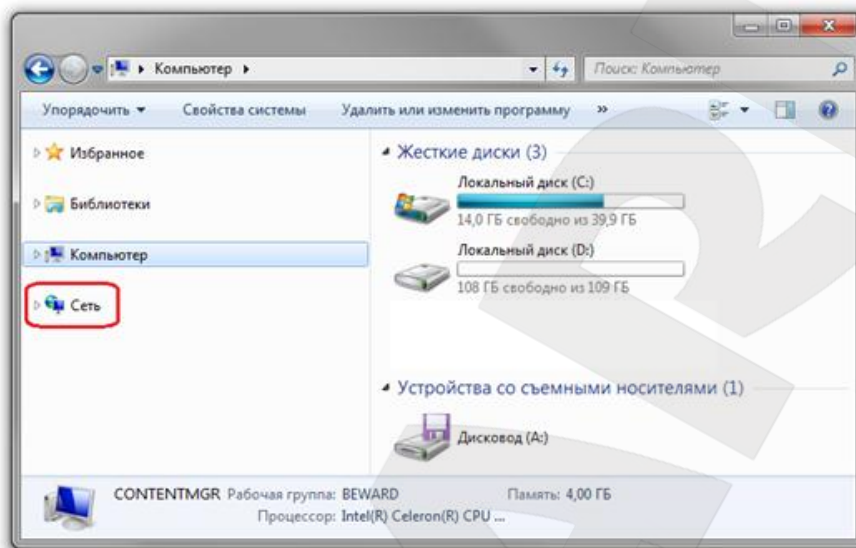 Компьютер
Поиск: Компьютер
Упорядочить Свойства системы Удалить или изменить программу »
Избранное
Библиотеки
Компьютер
Сеть
Жесткие диски (3)
Локальный диск (C:)
14,0 ГБ свободно из 39,9 ГБ
Локальный диск (D:)
108 ГБ свободно из 109 ГБ
Устройства со съемными носителями (1)
Дисковод (A:)
CONTENTMGR Рабочая группа: BEWARD Память: 4,00 ГБ
Процессор: Intel(R) Celeron(R) CPU ...